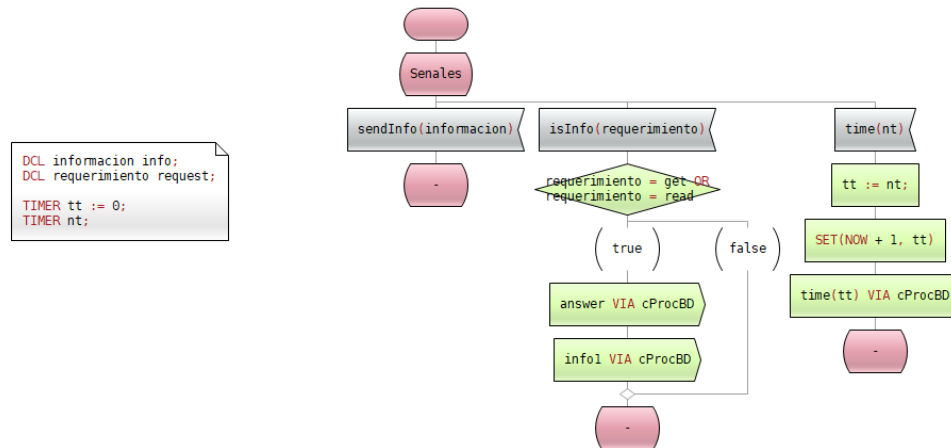 Senales
sendInfo(informacion)
isInfo(requerimiento)
time(nt)
DCL informacion info;
DCL requerimiento request;
TIMER tt := 0;
TIMER nt;
-
requerimiento = get OR
requerimiento = read
tt := nt;
true
false
SET(NOW + 1, tt)
answer VIA cProcBD
time(tt) VIA cProcBD
info1 VIA cProcBD
-
-